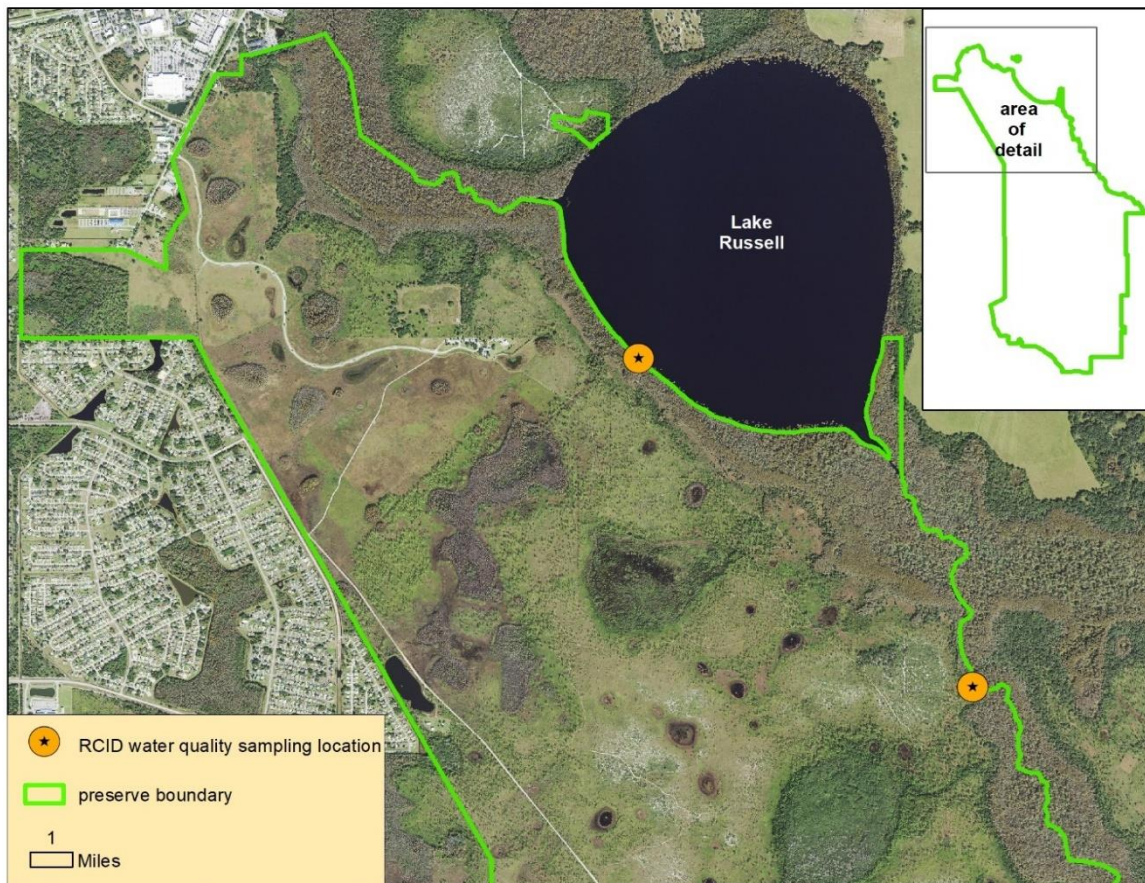 area
of
detail
Lake
Russell
RCID water quality sampling location
preserve boundary
1
Miles